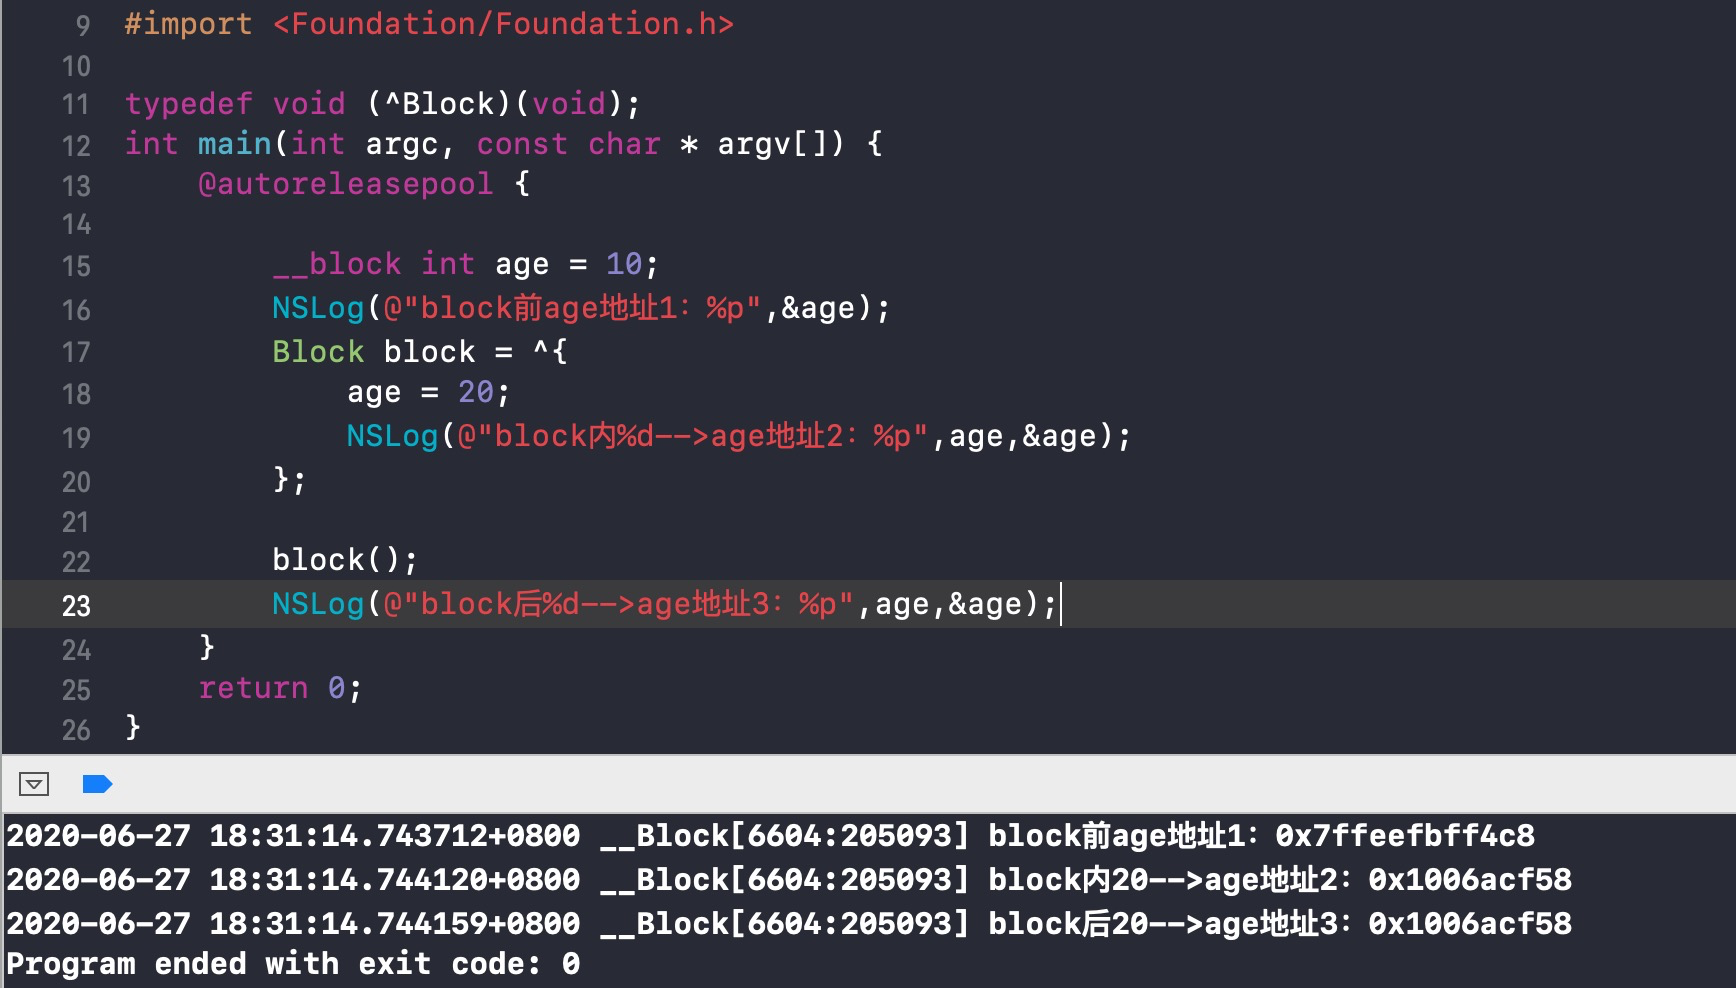 9 #import <Foundation/Foundation.h>
10
11 typedef void (^Block)(void);
12 int main(int argc, const char * argv[]) {
13     @autoreleasepool {
14
15         __block int age = 10;
16         NSLog(@"block前age地址1：%p",&age);
17         Block block = ^{
18             age = 20;
19             NSLog(@"block内%d-->age地址2：%p",age,&age);
20         };
21
22         block();
23         NSLog(@"block后%d-->age地址3：%p",age,&age);
24     }
25     return 0;
26 }
2020-06-27 18:31:14.743712+0800 __Block[6604:205093] block前age地址1：0x7ffeefbff4c8
2020-06-27 18:31:14.744120+0800 __Block[6604:205093] block内20-->age地址2：0x1006acf58
2020-06-27 18:31:14.744159+0800 __Block[6604:205093] block后20-->age地址3：0x1006acf58
Program ended with exit code: 0